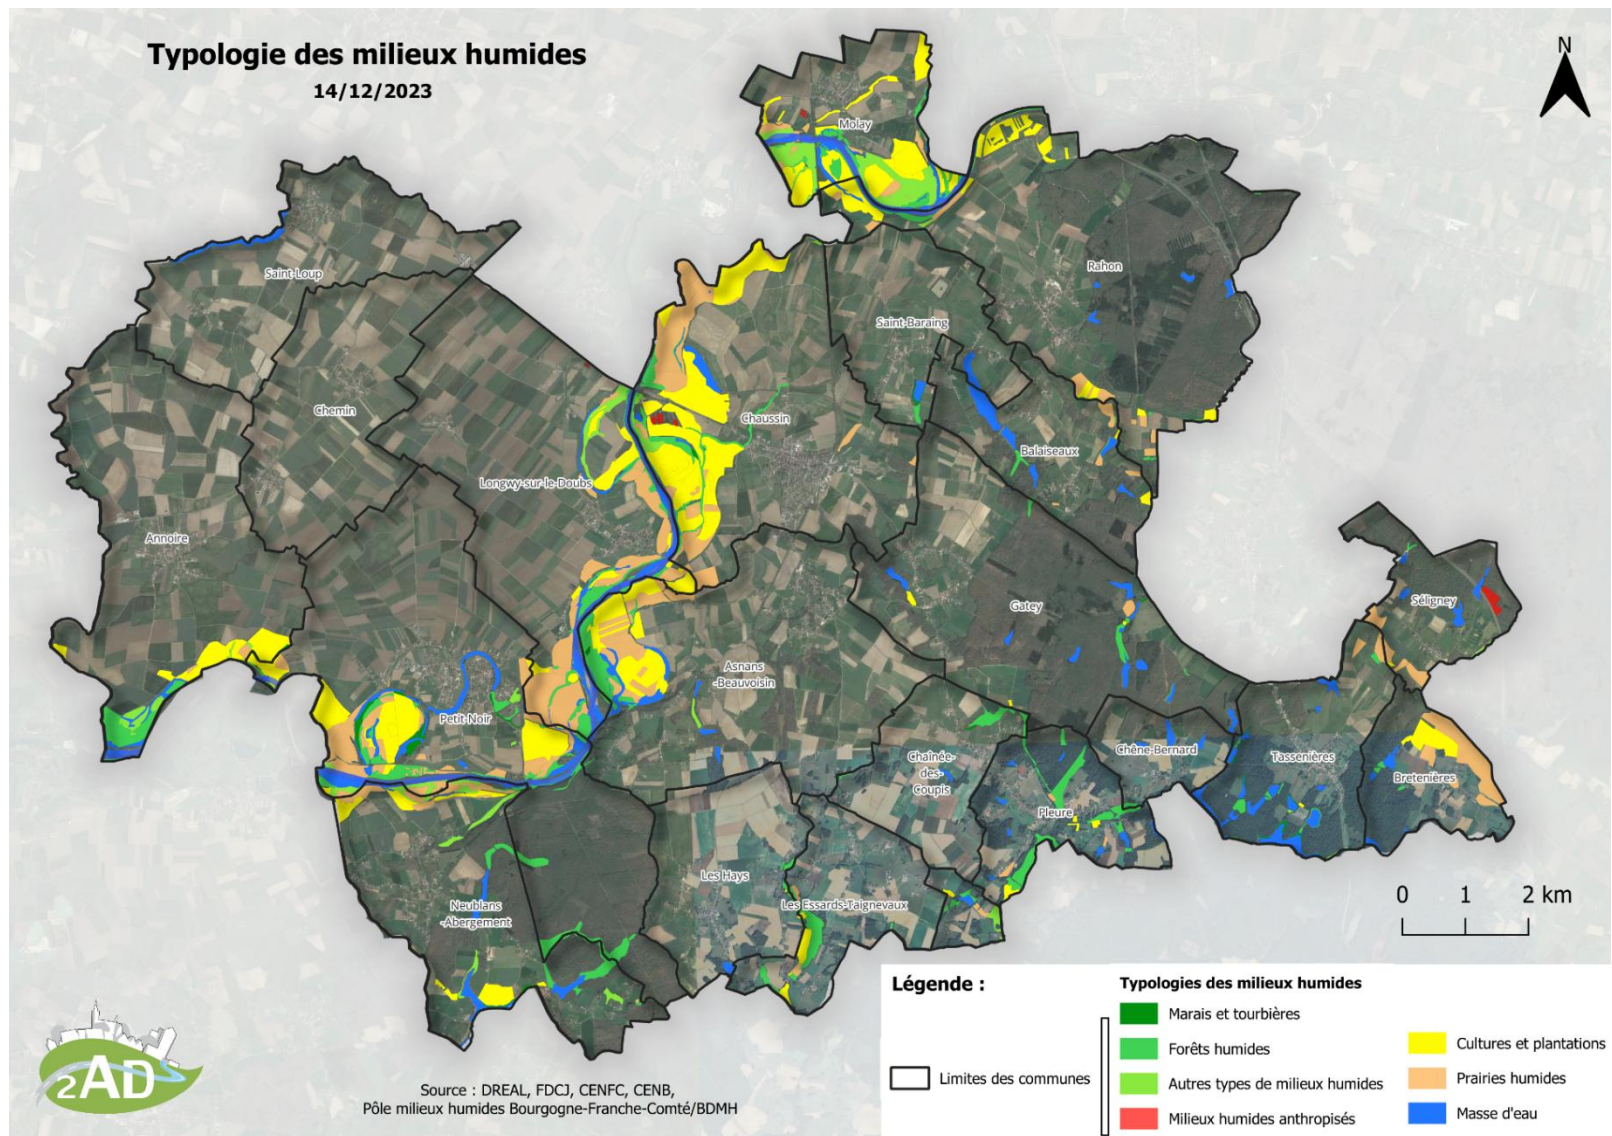 Typologie des milieux humides
14/12/2023
N
Molay
Saint-Loup
Rahon
Saint-Baraing
Chemin
Chaussin
Balaiseaux
Longwy-sur-le-Doubs
Annoire
Gatey
Séligney
Asnans
-Beauvoisin
Petit-Noir
Chêne-Bernard
Tassenières
Bretenières
Chaînée-
des-
Coupis
Pleure
Les Hays
Les Essards-Taignevaux
Neublans
-Abergement
0 1 2 km
Légende :
Limites des communes
Typologies des milieux humides
Marais et tourbières
Forêts humides
Autres types de milieux humides
Milieux humides anthropisés
Cultures et plantations
Prairies humides
Masse d'eau
2AD
Source : DREAL, FDCJ, CENFC, CENB,
Pôle milieux humides Bourgogne-Franche-Comté/BDMH